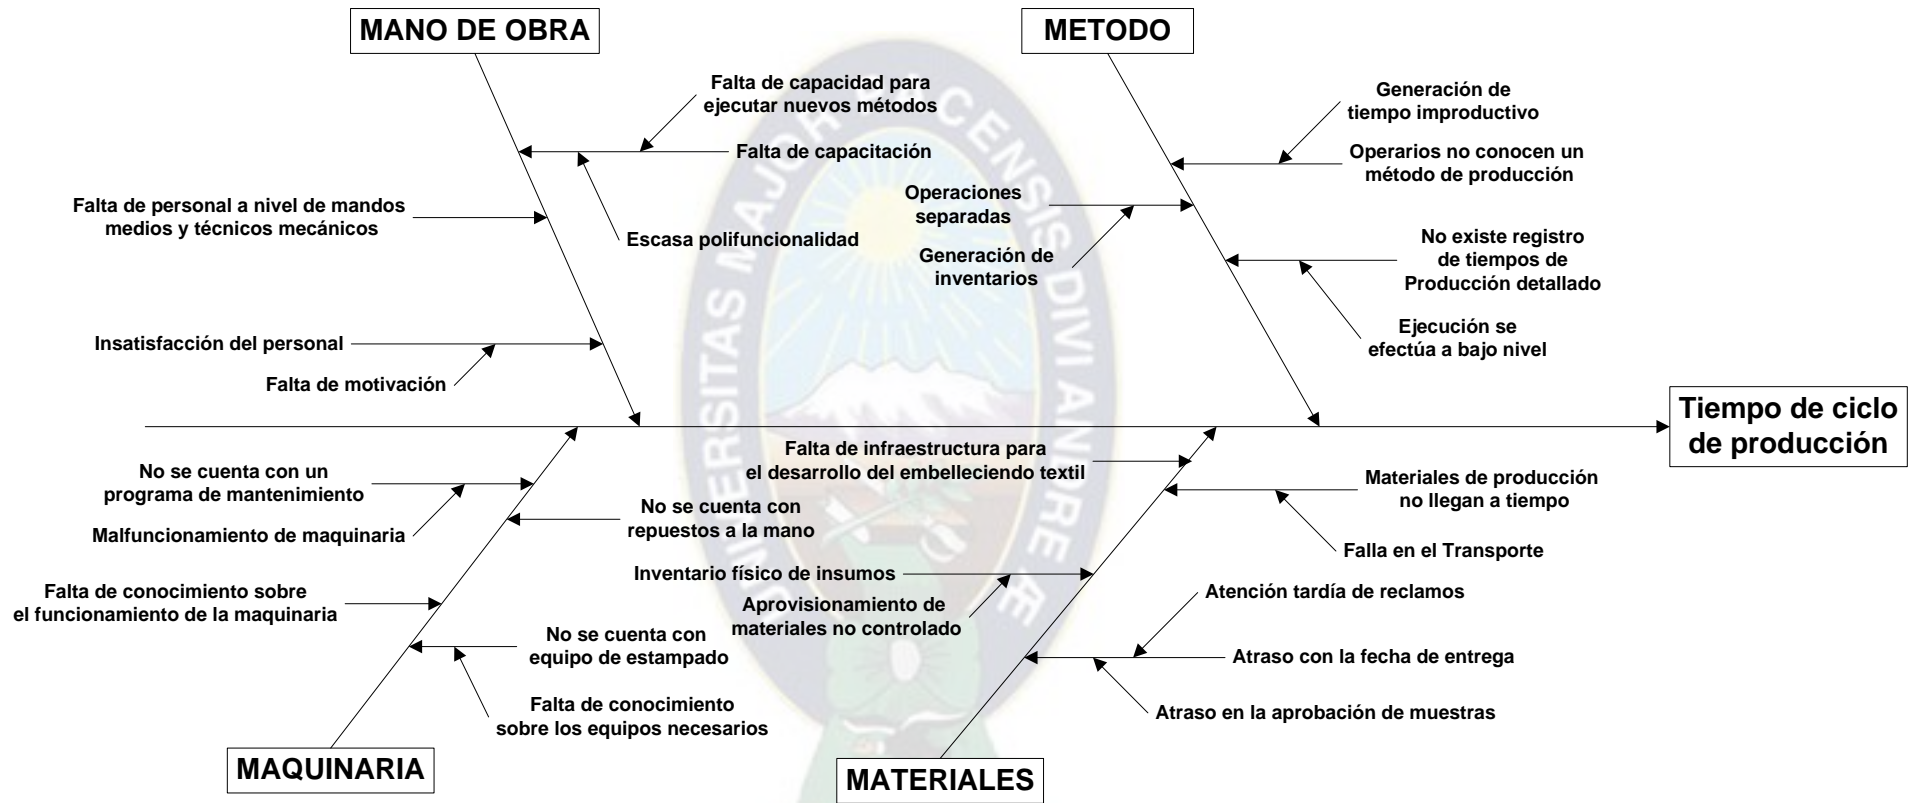 MANO DE OBRA
METODO
Falta de capacidad para
ejecutar nuevos métodos
Falta de capacitación
Escasa polifuncionalidad
Falta de personal a nivel de mandos
medios y técnicos mecánicos
Insatisfacción del personal
Falta de motivación
Generación de
tiempo improductivo
Operarios no conocen un
método de producción
Operaciones
separadas
Generación de
inventarios
No existe registro
de tiempos de
Producción detallado
Ejecución se
efectúa a bajo nivel
Tiempo de ciclo
de producción
No se cuenta con un
programa de mantenimiento
Malfuncionamiento de maquinaria
No se cuenta con
repuestos a la mano
Falta de conocimiento sobre
el funcionamiento de la maquinaria
No se cuenta con
equipo de estampado
Falta de conocimiento
sobre los equipos necesarios
MAQUINARIA
Falta de infraestructura para
el desarrollo del embelleciendo textil
Materiales de producción
no llegan a tiempo
Falla en el Transporte
Inventario físico de insumos
Aprovisionamiento de
materiales no controlado
Atención tardía de reclamos
Atraso con la fecha de entrega
Atraso en la aprobación de muestras
MATERIALES
UNIVERSITAS MAJOR PACENSIS DIVI ANDRE Æ